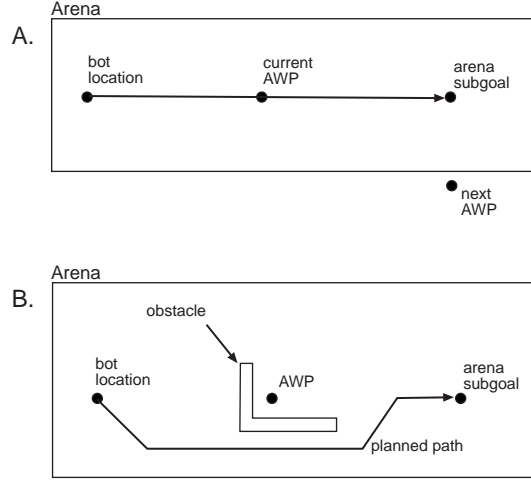 Arena
A.
bot
location
current
AWP
arena
subgoal
next
AWP
Arena
B.
obstacle
bot
location
AWP
arena
subgoal
planned path